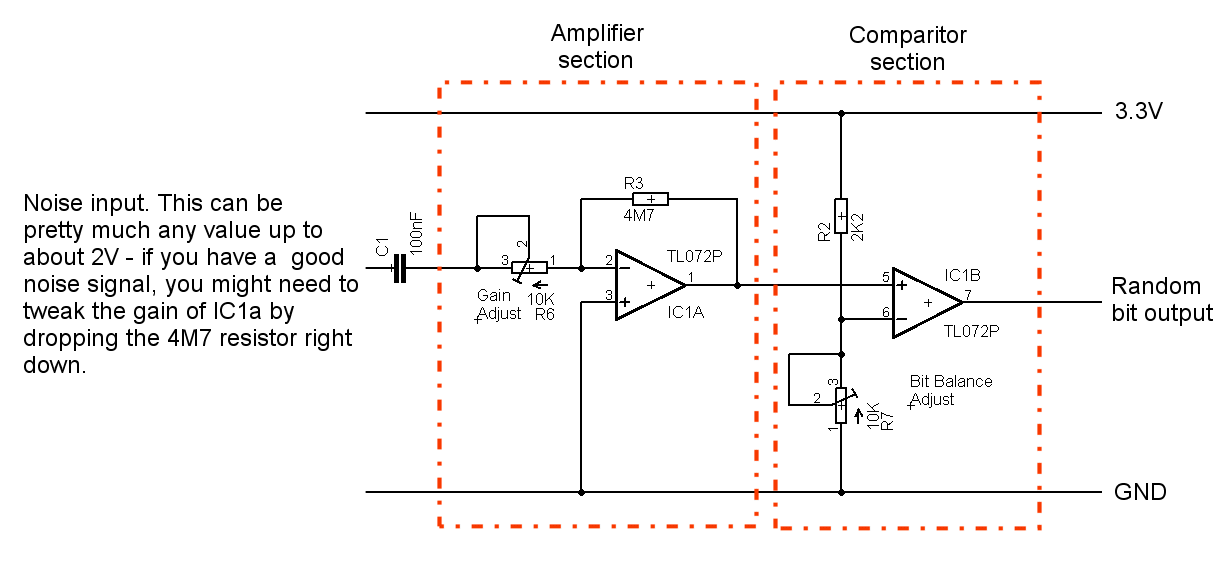 Amplifier
section
Comparitor
section
3.3V
Noise input. This can be
pretty much any value up to
about 2V - if you have a  good
noise signal, you might need to
tweak the gain of IC1a by
dropping the 4M7 resistor right
down.
C1
100nF
3
2
1
Gain
Adjust
10K
R6
R3
4M7
2
3
1
TL072P
IC1A
R2
2K2
5
6
7
IC1B
TL072P
3
2
1
10K
R7
Bit Balance
Adjust
Random
bit output
GND